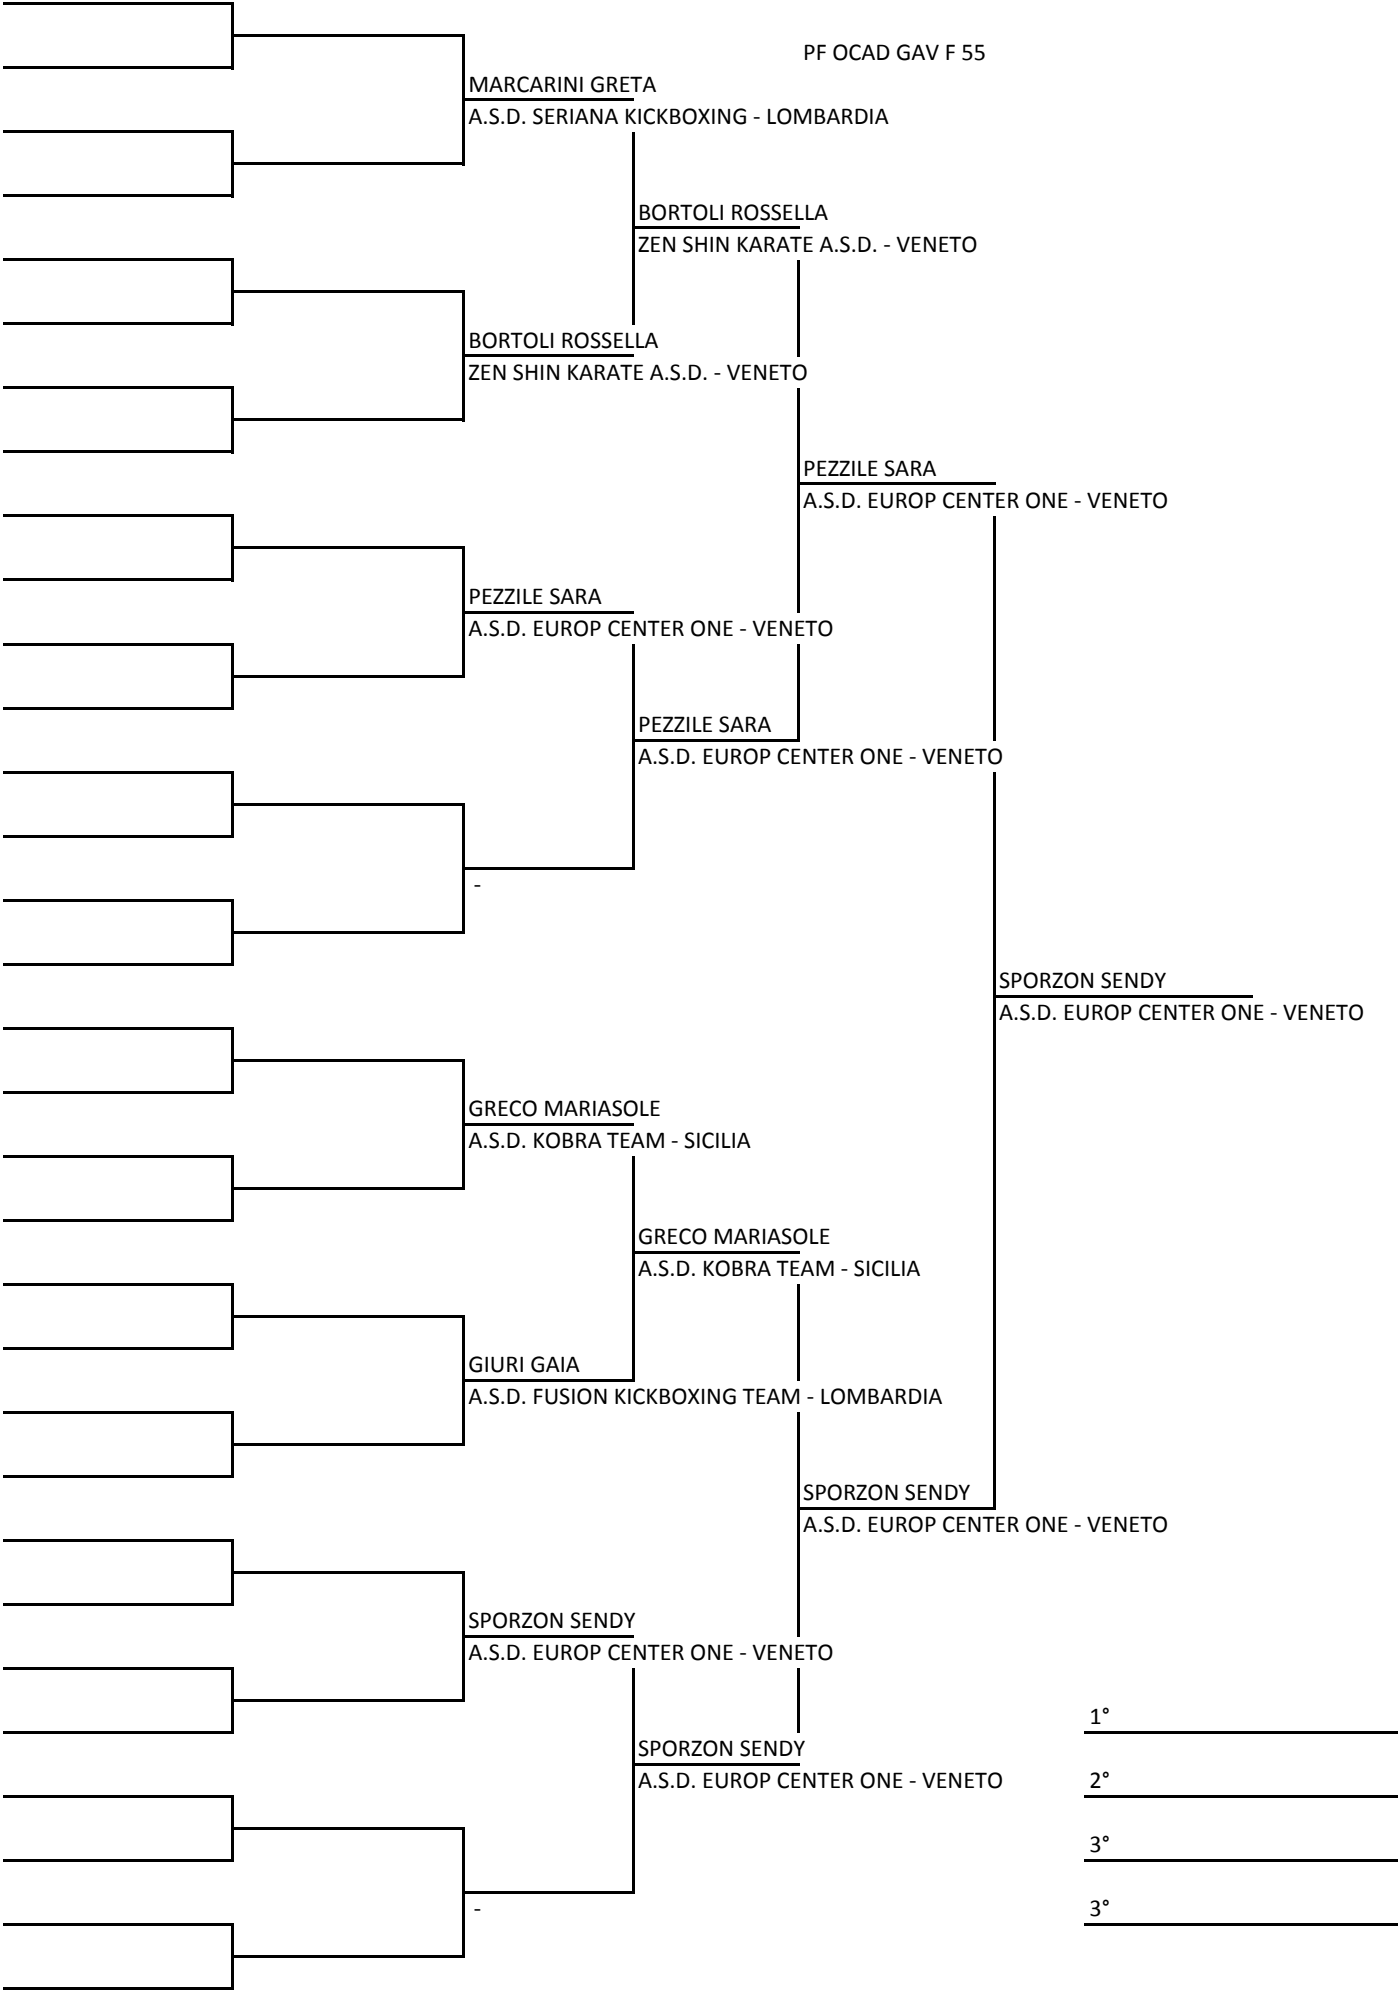 PF OCAD GAV F 55
MARCARINI GRETA
A.S.D. SERIANA KICKBOXING - LOMBARDIA
BORTOLI ROSSELLA
ZEN SHIN KARATE A.S.D. - VENETO
BORTOLI ROSSELLA
ZEN SHIN KARATE A.S.D. - VENETO
PEZZILE SARA
A.S.D. EUROP CENTER ONE - VENETO
PEZZILE SARA
A.S.D. EUROP CENTER ONE - VENETO
PEZZILE SARA
A.S.D. EUROP CENTER ONE - VENETO
-
SPORZON SENDY
A.S.D. EUROP CENTER ONE - VENETO
GRECO MARIASOLE
A.S.D. KOBRA TEAM - SICILIA
GRECO MARIASOLE
A.S.D. KOBRA TEAM - SICILIA
GIURI GAIA
A.S.D. FUSION KICKBOXING TEAM - LOMBARDIA
SPORZON SENDY
A.S.D. EUROP CENTER ONE - VENETO
SPORZON SENDY
A.S.D. EUROP CENTER ONE - VENETO
1°
SPORZON SENDY
A.S.D. EUROP CENTER ONE - VENETO
2°
3°
-
3°